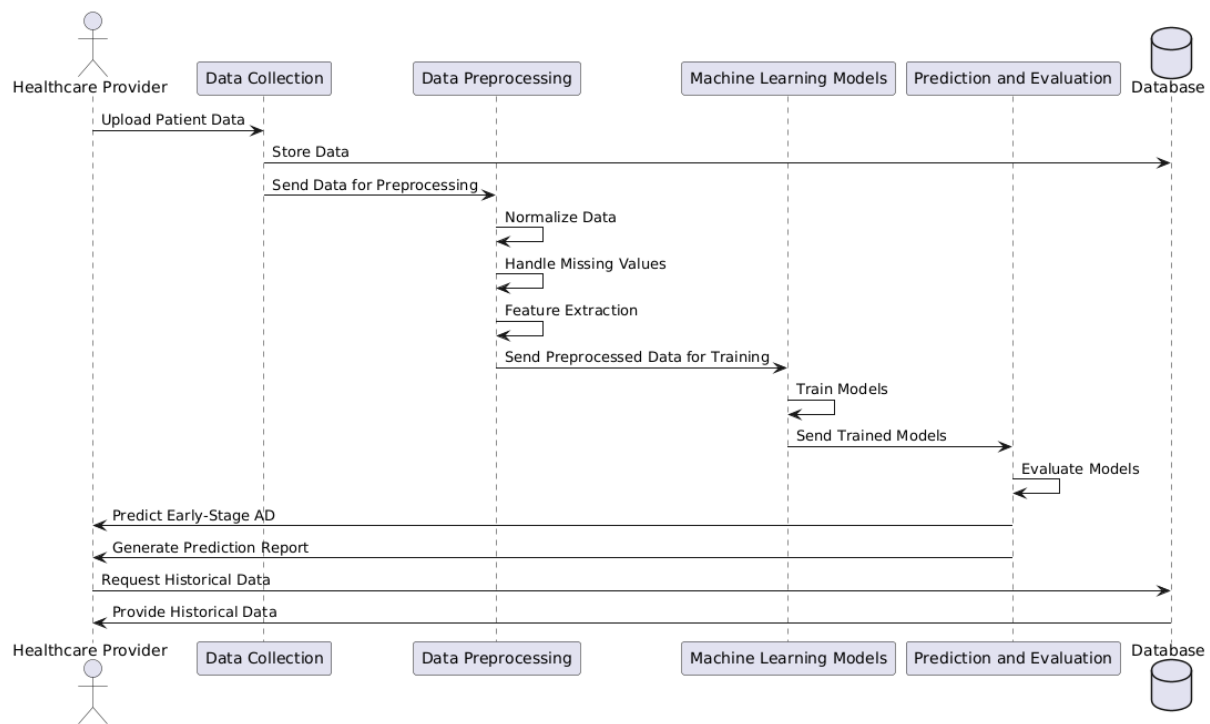 Healthcare Provider
Data Collection
Data Preprocessing
Machine Learning Models
Prediction and Evaluation
Database
Upload Patient Data
Store Data
Send Data for Preprocessing
Normalize Data
Handle Missing Values
Feature Extraction
Send Preprocessed Data for Training
Train Models
Send Trained Models
Evaluate Models
Predict Early-Stage AD
Generate Prediction Report
Request Historical Data
Provide Historical Data
Healthcare Provider
Data Collection
Data Preprocessing
Machine Learning Models
Prediction and Evaluation
Database